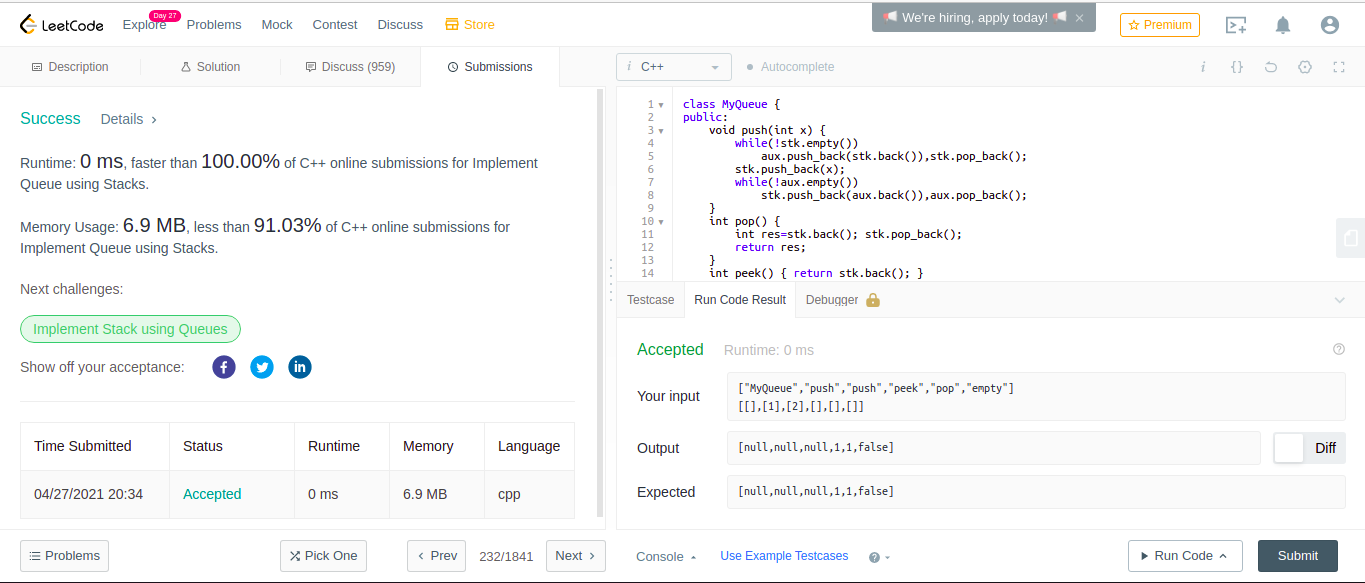 LeetCode
Explore
Day 27
Problems
Mock
Contest
Discuss
Store
We're hiring, apply today!
Premium
Description
Solution
Discuss (959)
Submissions
i C++
Autocomplete
Success
Details
Runtime: 0 ms, faster than 100.00% of C++ online submissions for Implement
Queue using Stacks.
Memory Usage: 6.9 MB, less than 91.03% of C++ online submissions for
Implement Queue using Stacks.
Next challenges:
Implement Stack using Queues
Show off your acceptance:
Time Submitted Status Runtime Memory Language
04/27/2021 20:34 Accepted 0 ms 6.9 MB cpp
Problems
Pick One
Prev
232/1841
Next
1 class MyQueue {
2 public:
3 void push(int x) {
4 while(!stk.empty())
5 aux.push_back(stk.back()),stk.pop_back();
6 stk.push_back(x);
7 while(!aux.empty())
8 stk.push_back(aux.back()),aux.pop_back();
9 }
10 int pop() {
11 int res=stk.back(); stk.pop_back();
12 return res;
13 }
14 int peek() { return stk.back(); }
Testcase
Run Code Result
Debugger
Accepted
Runtime: 0 ms
Your input
["MyQueue","push","push","peek","pop","empty"]
[[],[1],[2],[],[],[]]
Output
[null,null,null,1,1,false]
Diff
Expected
[null,null,null,1,1,false]
Console
Use Example Testcases
Run Code
Submit